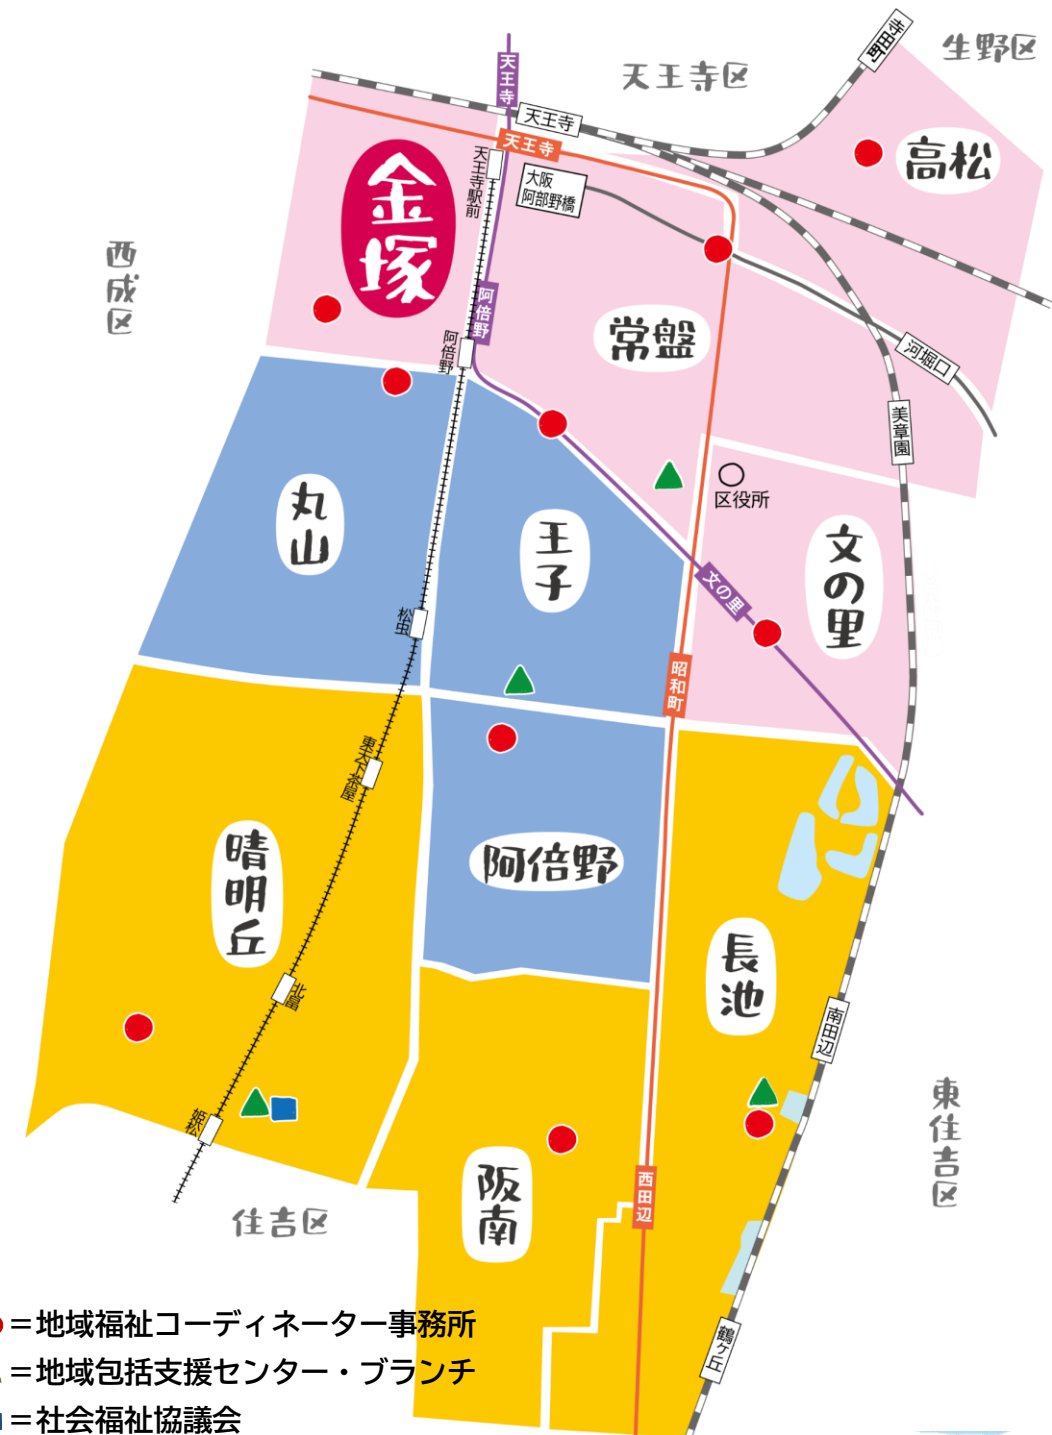 寺田町
生野区
天王寺区
天王寺
天王寺
天王寺
高松
天王寺駅前
大阪
阿部野橋
金塚
西成区
阿倍野
阿倍野
常盤
河堀口
美章園
区役所
丸山
王子
文の里
文の里
松虫
昭和町
東天下茶屋
晴明丘
阿倍野
長池
北畠
南田辺
姫松
東住吉区
阪南
西田辺
住吉区
鶴ヶ丘
=地域福祉コーディネーター事務所
=地域包括支援センター・ブランチ
=社会福祉協議会